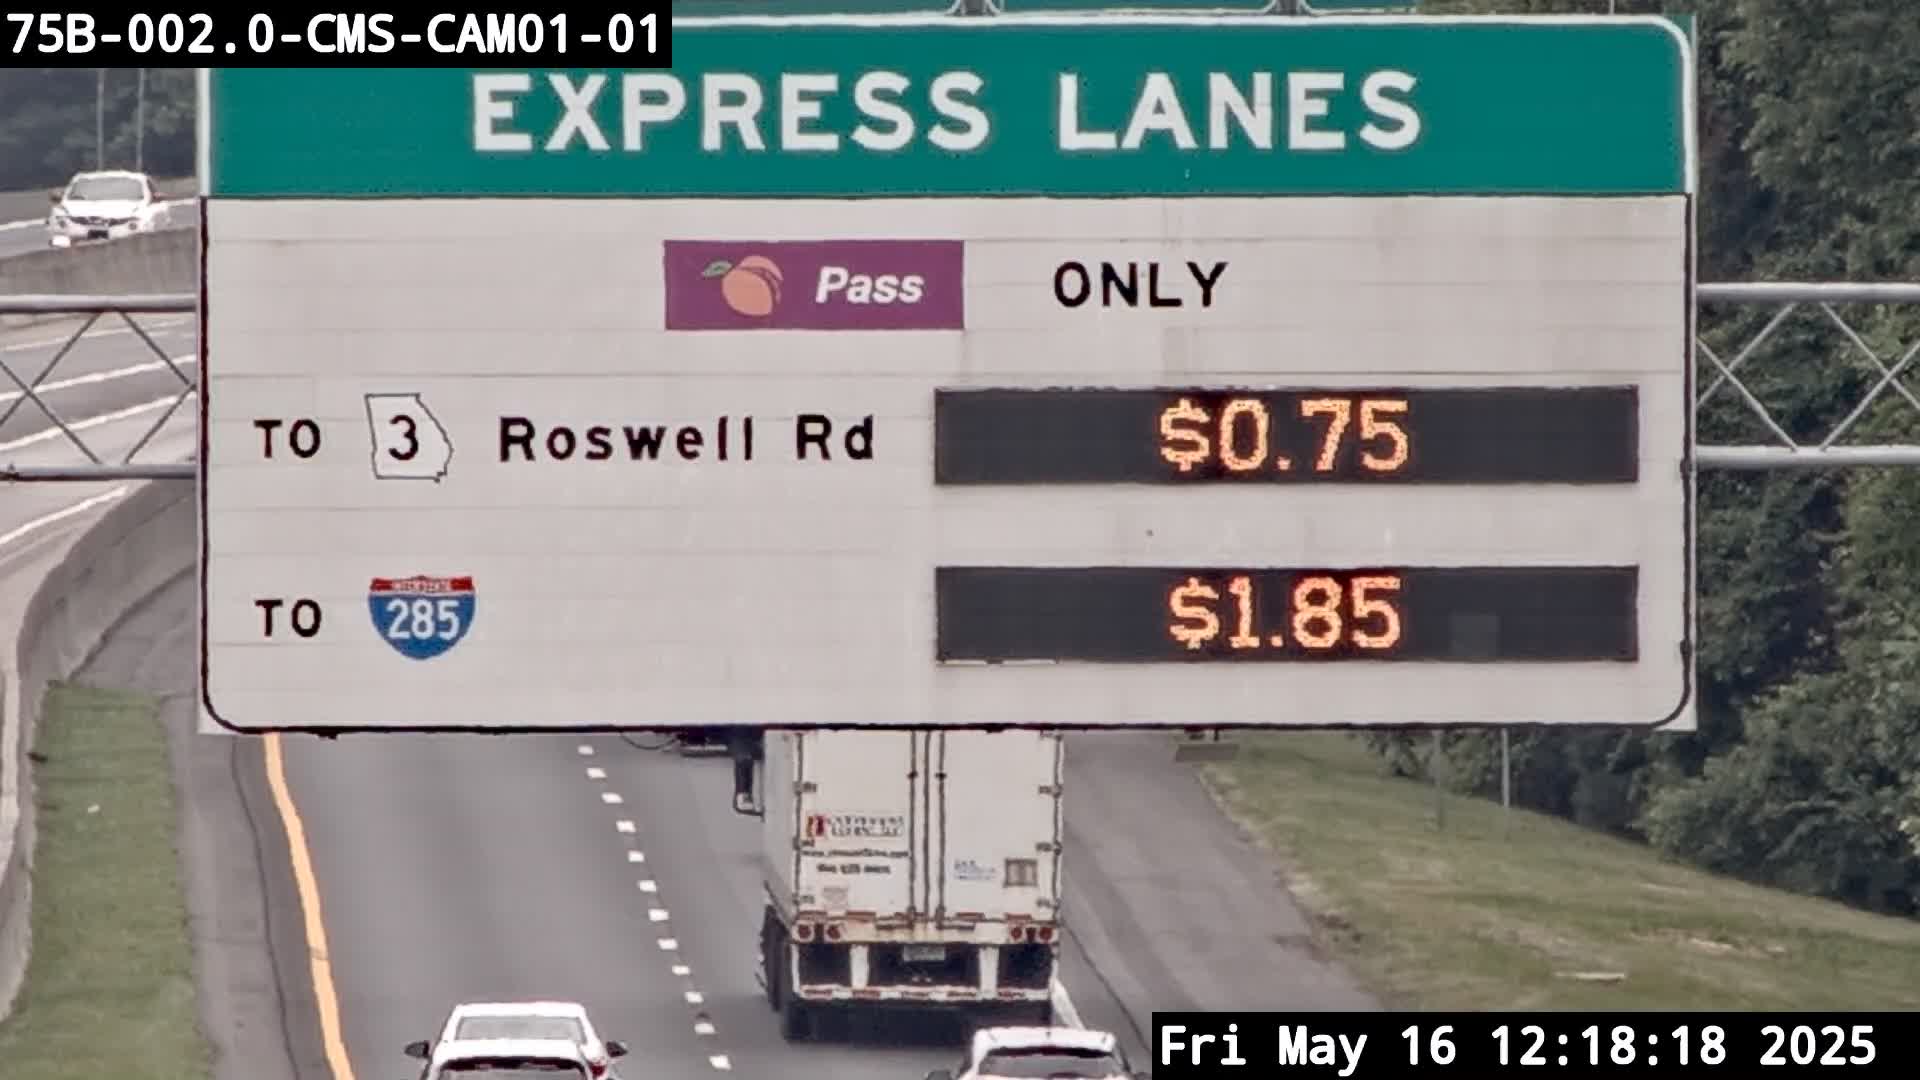 75B-002.0-CMS-CAM01-01
EXPRESS LANES
Pass ONLY
TO 3 Roswell Rd $0.75
INTERSTATE
TO 285 $1.85
Fri May 16 12:18:18 2025